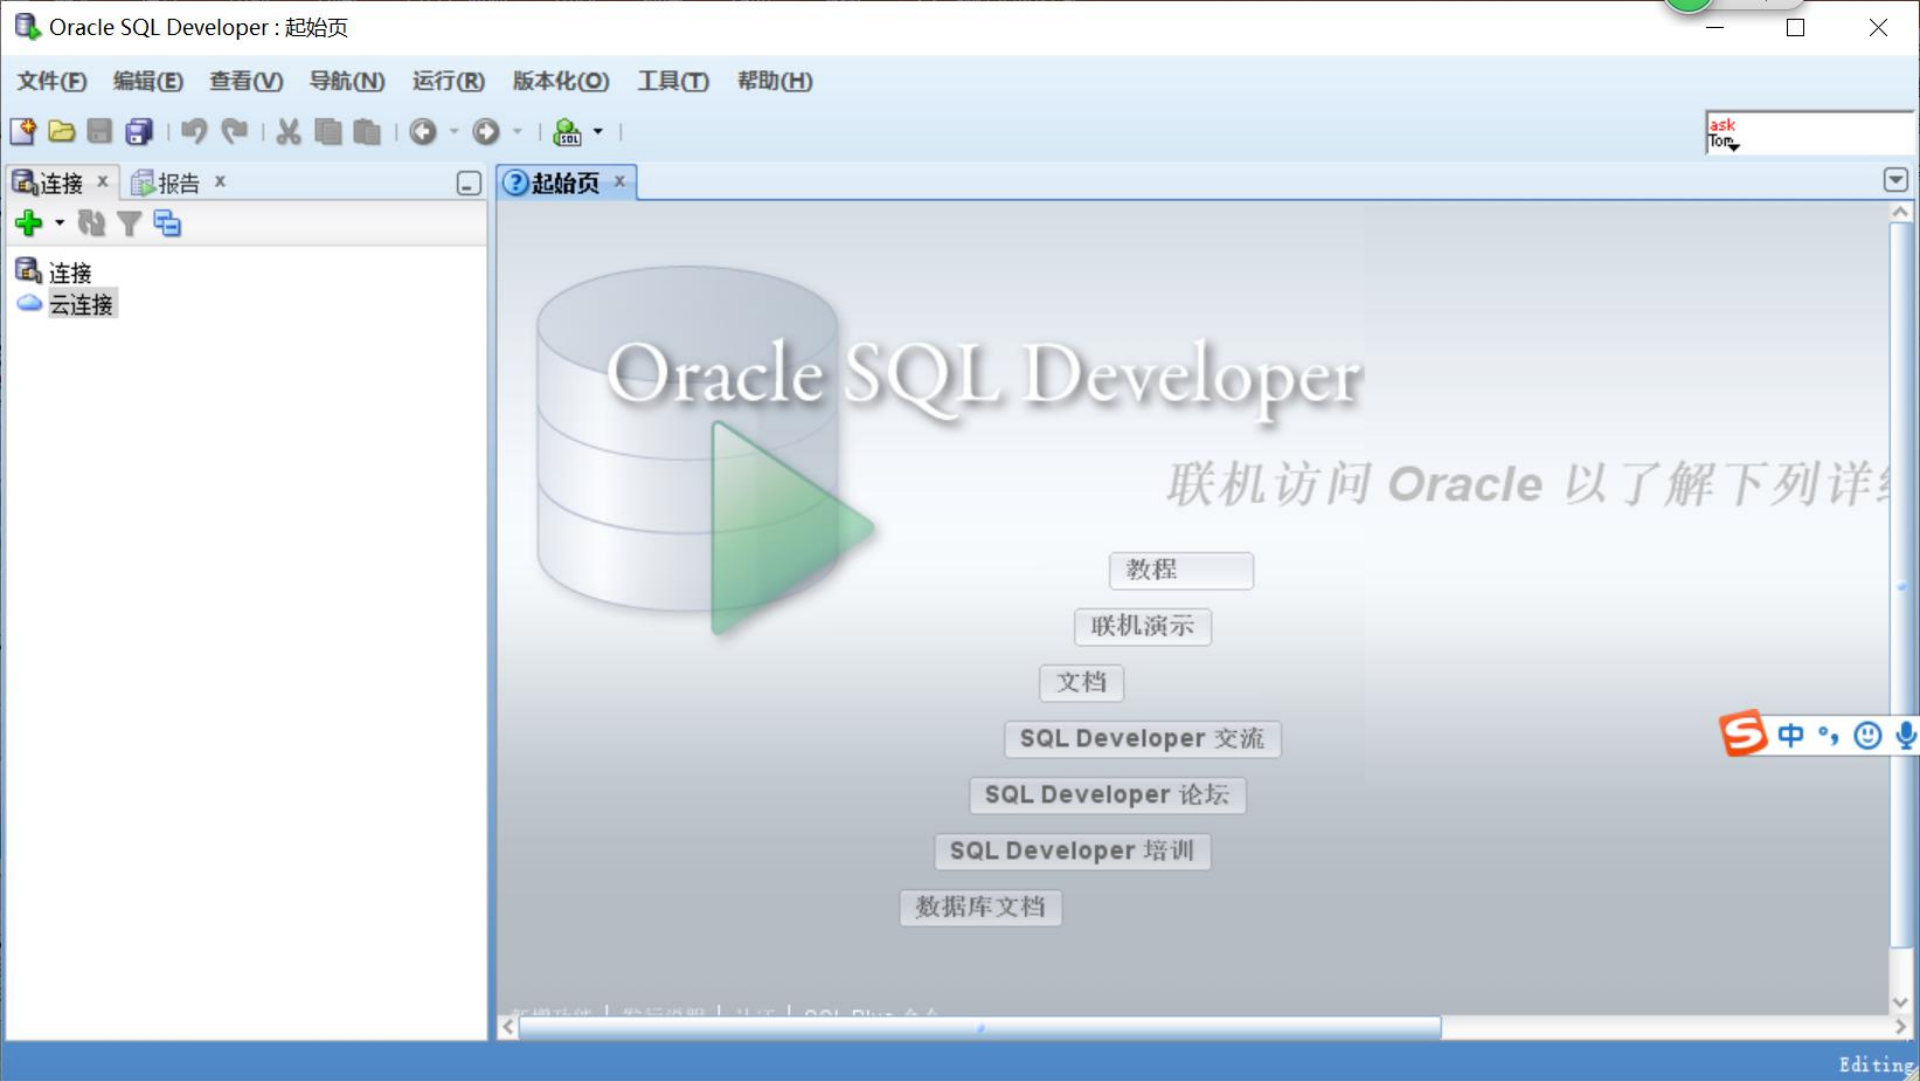 Oracle SQL Developer : 起始页
文件(F) 编辑(E) 查看(V) 导航(N) 运行(R) 版本化(O) 工具(T) 帮助(H)
SQL
ask
Tom
连接 报告
起始页
连接
云连接
Oracle SQL Developer
联机访问 Oracle 以了解下列详
教程
联机演示
文档
SQL Developer 交流
SQL Developer 论坛
SQL Developer 培训
数据库文档
中
Editing